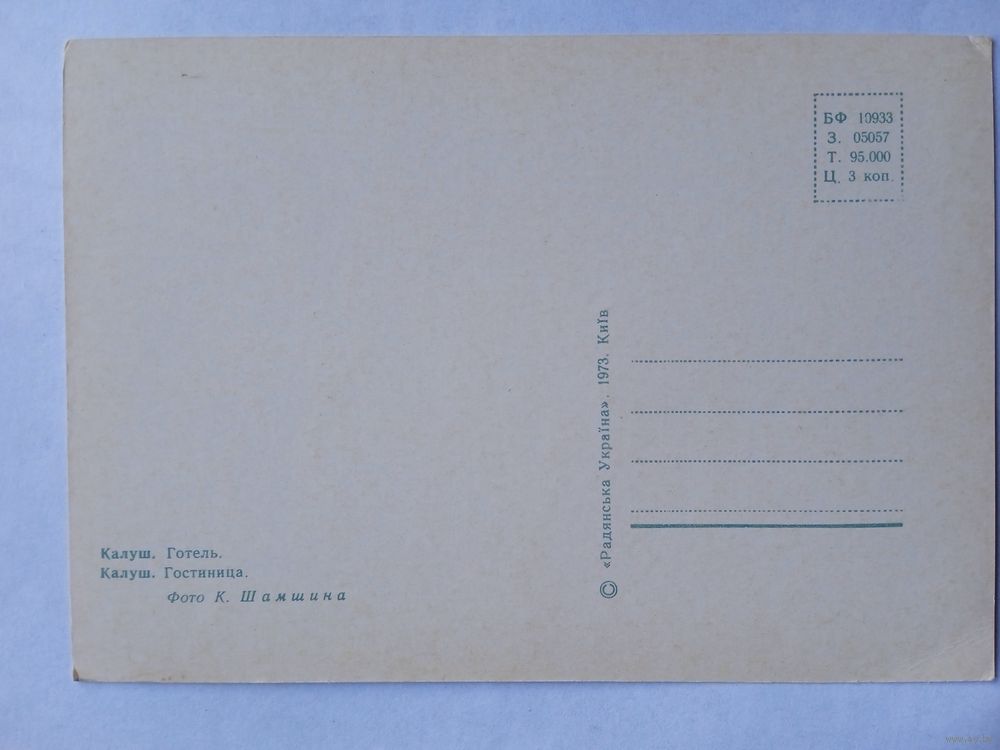 БФ 10933
З. 05057
Т. 95.000
Ц. 3 коп.
© «Радянська Україна», 1973. Київ
Калуш. Готель.
Калуш. Гостиница.
Фото К. Шамшина